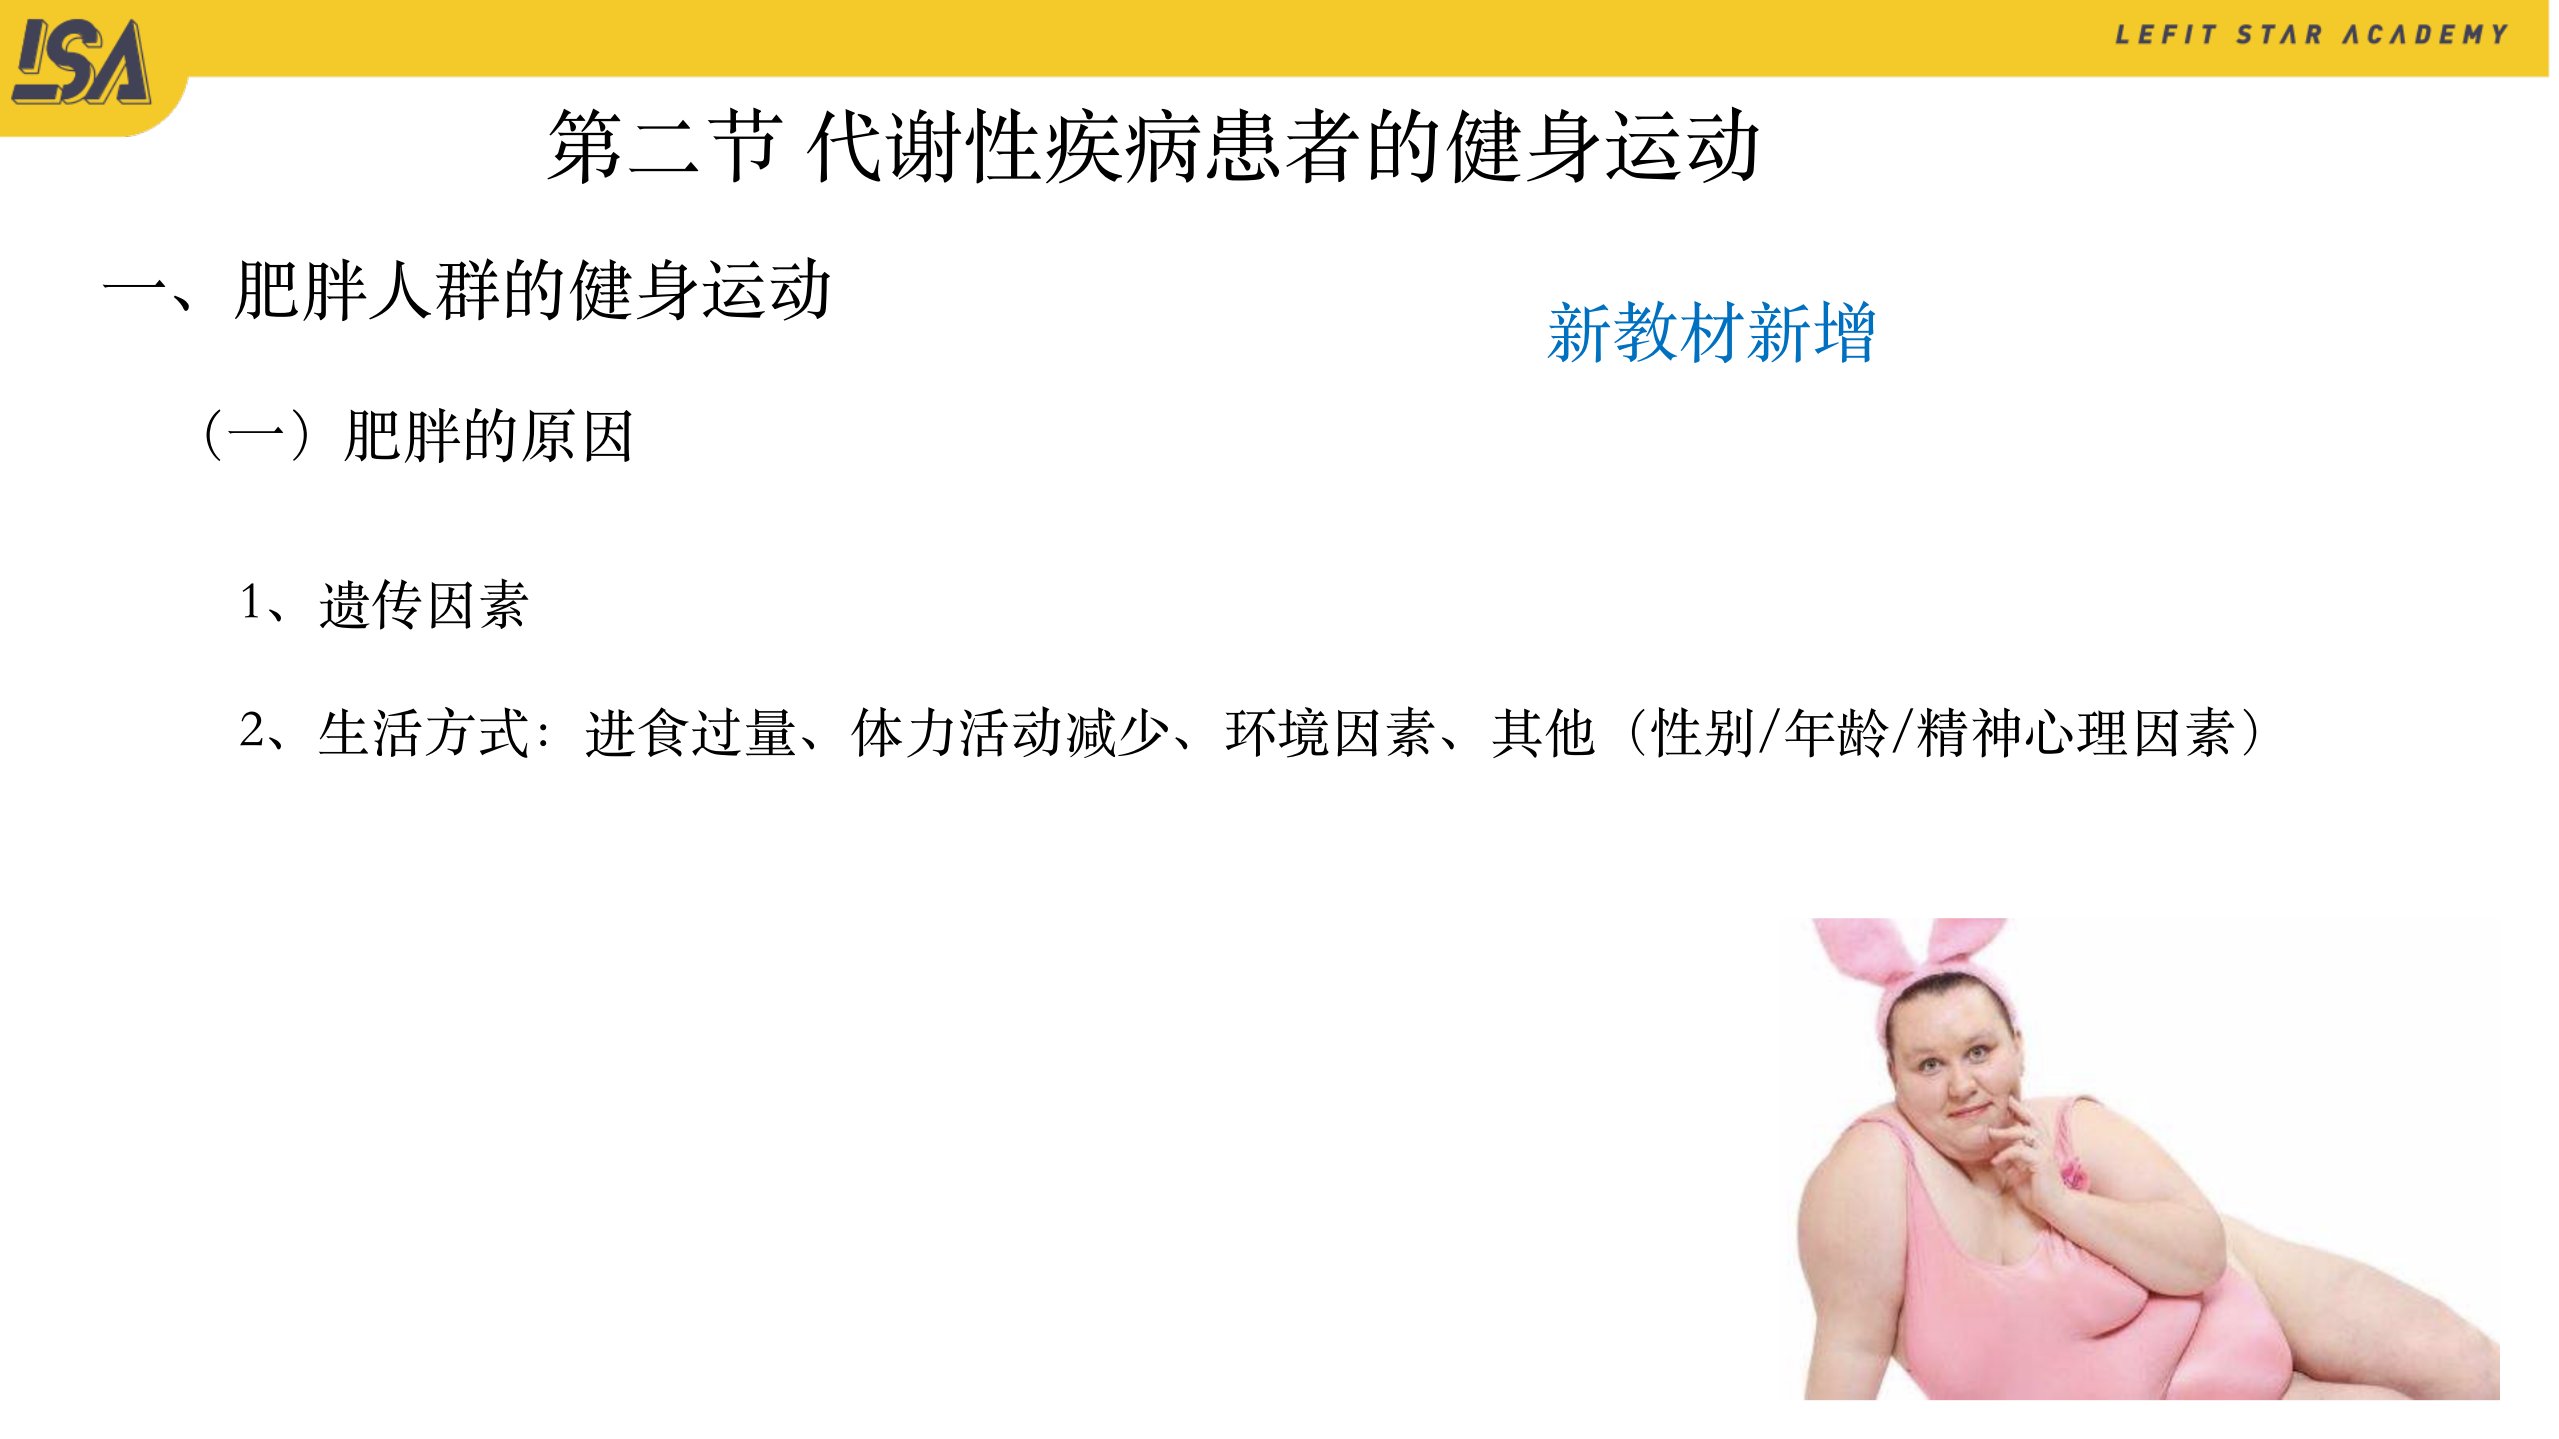 LSA
LEFIT STAR ACADEMY
第二节 代谢性疾病患者的健身运动
一、肥胖人群的健身运动
新教材新增
（一）肥胖的原因
1、遗传因素
2、生活方式：进食过量、体力活动减少、环境因素、其他（性别/年龄/精神心理因素）